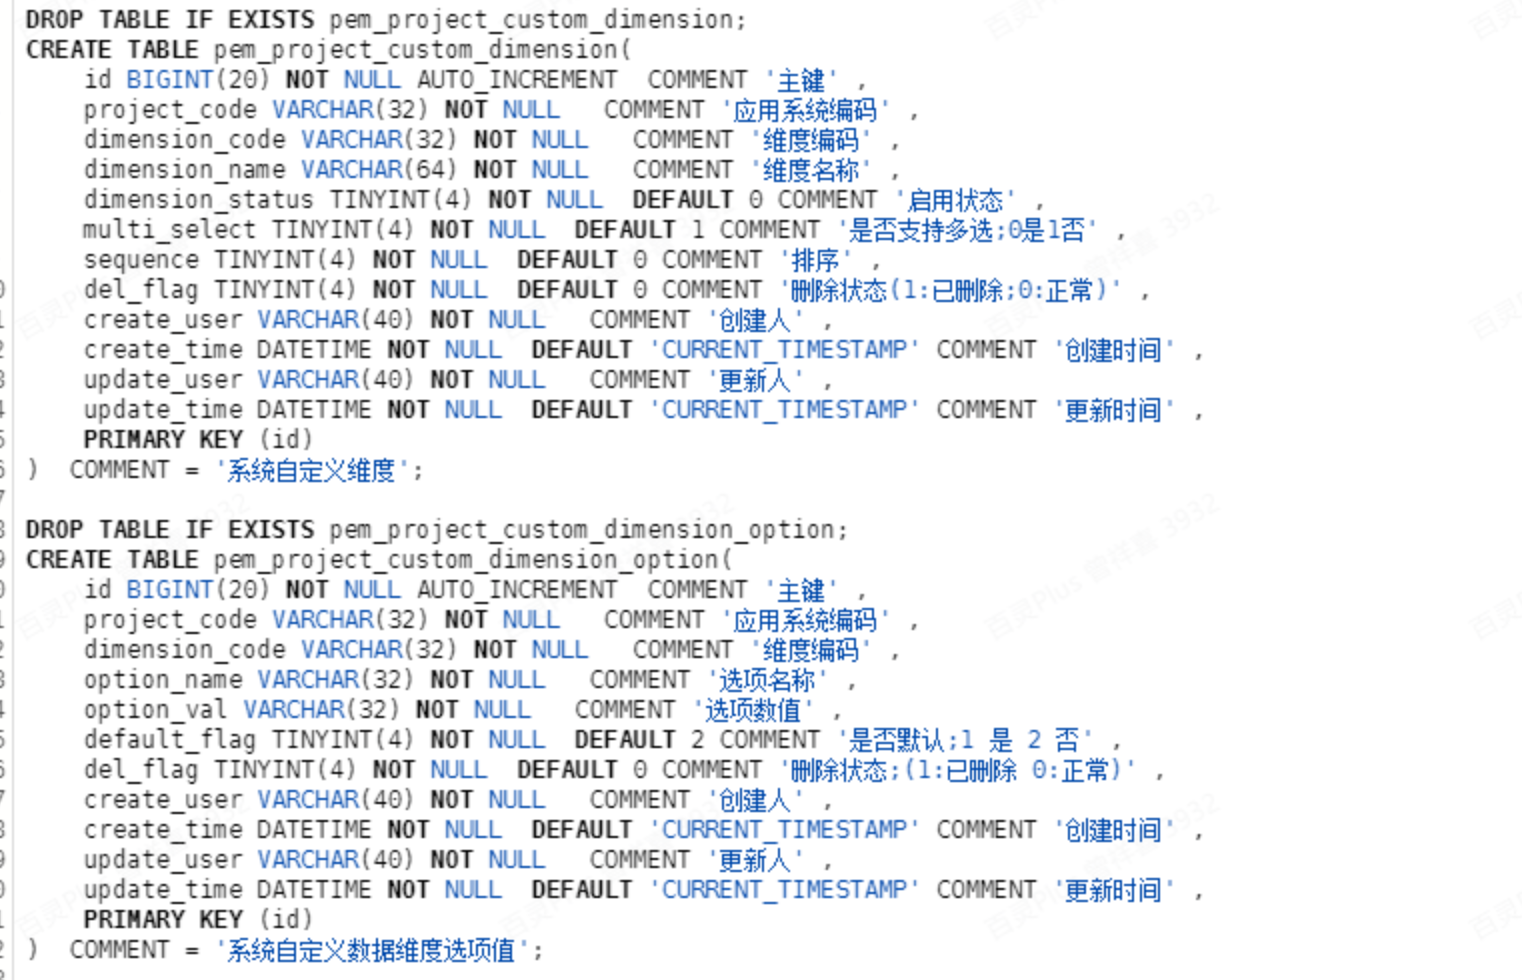 DROP TABLE IF EXISTS pem_project_custom_dimension;
CREATE TABLE pem_project_custom_dimension(
    id BIGINT(20) NOT NULL AUTO_INCREMENT  COMMENT '主键' ,
    project_code VARCHAR(32) NOT NULL   COMMENT '应用系统编码' ,
    dimension_code VARCHAR(32) NOT NULL   COMMENT '维度编码' ,
    dimension_name VARCHAR(64) NOT NULL   COMMENT '维度名称' ,
    dimension_status TINYINT(4) NOT NULL  DEFAULT 0 COMMENT '启用状态' ,
    multi_select TINYINT(4) NOT NULL  DEFAULT 1 COMMENT '是否支持多选;0是1否' ,
    sequence TINYINT(4) NOT NULL  DEFAULT 0 COMMENT '排序' ,
    del_flag TINYINT(4) NOT NULL  DEFAULT 0 COMMENT '删除状态(1:已删除;0:正常)' ,
    create_user VARCHAR(40) NOT NULL   COMMENT '创建人' ,
    create_time DATETIME NOT NULL  DEFAULT 'CURRENT_TIMESTAMP' COMMENT '创建时间' ,
    update_user VARCHAR(40) NOT NULL   COMMENT '更新人' ,
    update_time DATETIME NOT NULL  DEFAULT 'CURRENT_TIMESTAMP' COMMENT '更新时间' ,
    PRIMARY KEY (id)
)  COMMENT = '系统自定义维度';
DROP TABLE IF EXISTS pem_project_custom_dimension_option;
CREATE TABLE pem_project_custom_dimension_option(
    id BIGINT(20) NOT NULL AUTO_INCREMENT  COMMENT '主键' ,
    project_code VARCHAR(32) NOT NULL   COMMENT '应用系统编码' ,
    dimension_code VARCHAR(32) NOT NULL   COMMENT '维度编码' ,
    option_name VARCHAR(32) NOT NULL   COMMENT '选项名称' ,
    option_val VARCHAR(32) NOT NULL   COMMENT '选项数值' ,
    default_flag TINYINT(4) NOT NULL  DEFAULT 2 COMMENT '是否默认;1 是 2 否' ,
    del_flag TINYINT(4) NOT NULL  DEFAULT 0 COMMENT '删除状态;(1:已删除 0:正常)' ,
    create_user VARCHAR(40) NOT NULL   COMMENT '创建人' ,
    create_time DATETIME NOT NULL  DEFAULT 'CURRENT_TIMESTAMP' COMMENT '创建时间' ,
    update_user VARCHAR(40) NOT NULL   COMMENT '更新人' ,
    update_time DATETIME NOT NULL  DEFAULT 'CURRENT_TIMESTAMP' COMMENT '更新时间' ,
    PRIMARY KEY (id)
)  COMMENT = '系统自定义数据维度选项值';